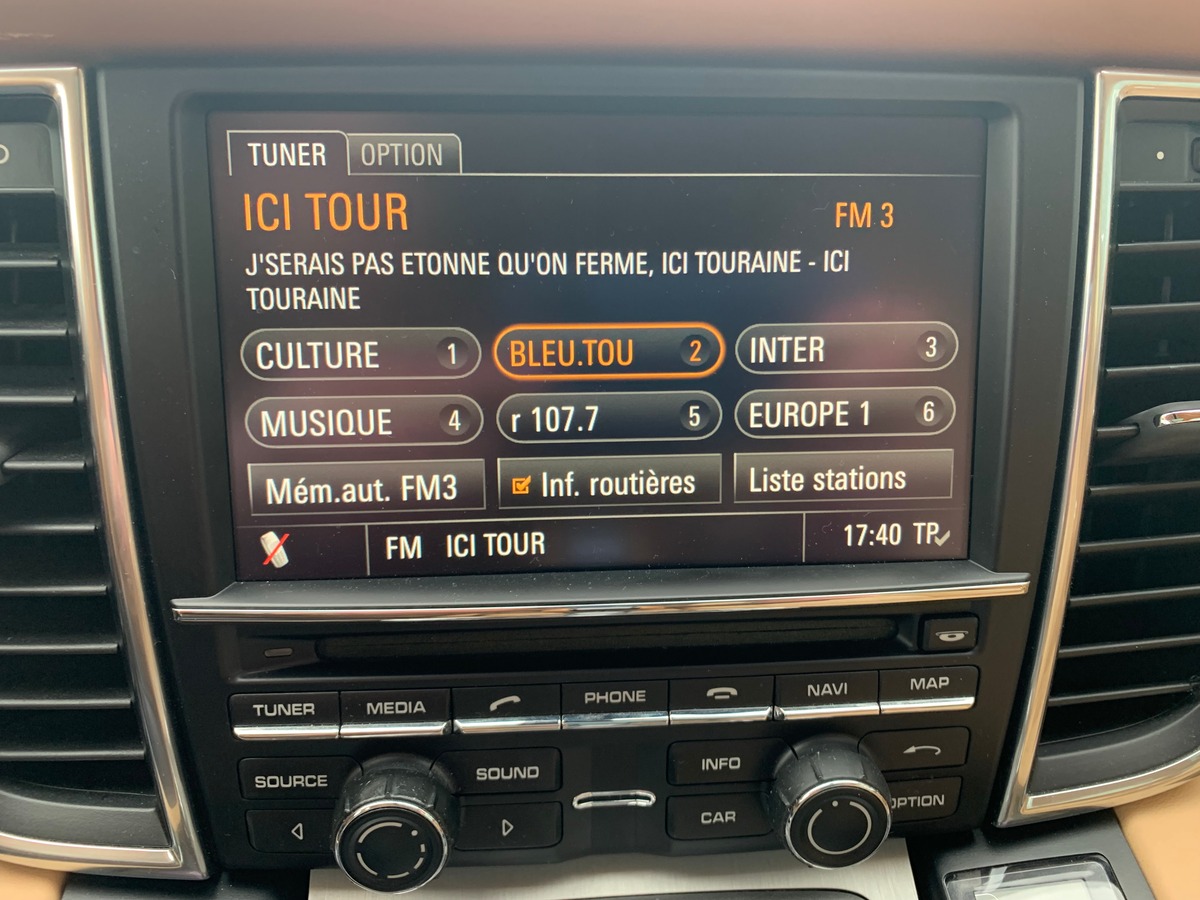 TUNER OPTION
ICI TOUR FM 3
J'SERAIS PAS ETONNE QU'ON FERME, ICI TOURAINE - ICI
TOURAINE
CULTURE 1 BLEU.TOU 2 INTER 3
MUSIQUE 4 r 107.7 5 EUROPE 1 6
Mém.aut. FM3 Inf. routières Liste stations
FM ICI TOUR 17:40 TP
TUNER MEDIA PHONE NAVI MAP
SOURCE SOUND INFO
CAR OPTION